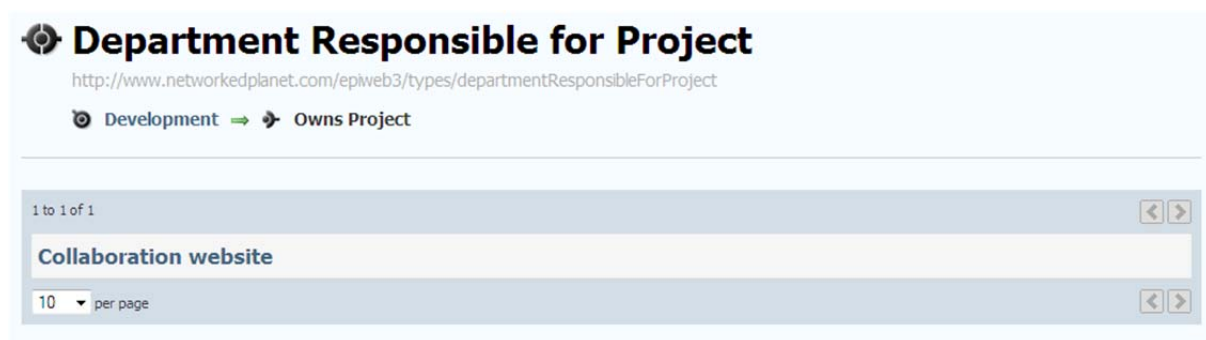 Department Responsible for Project
http://www.networkedplanet.com/epiweb3/types/departmentResponsibleForProject
Development ⇒ Owns Project
1 to 1 of 1
Collaboration website
10 per page